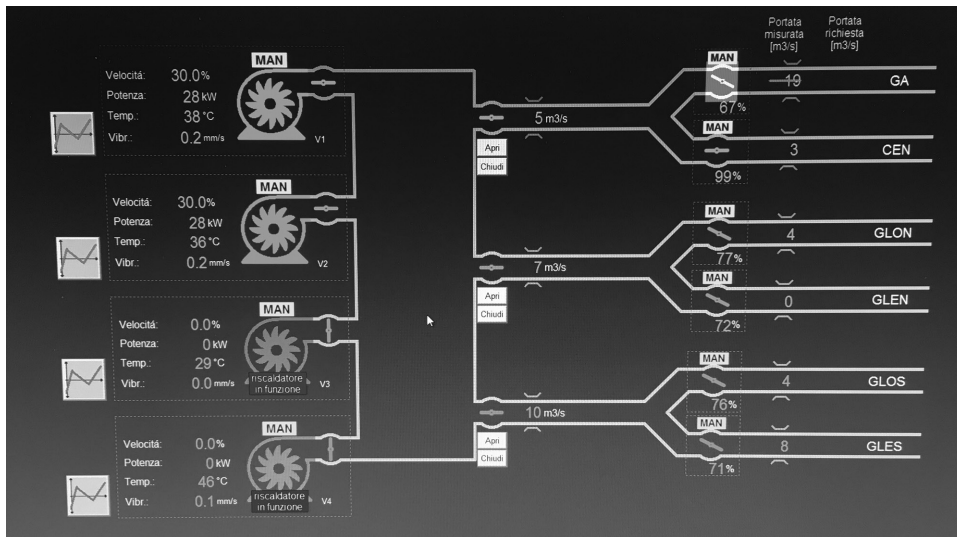 Portata misurata [m3/s]
Portata richiesta [m3/s]
MAN
Velocitá: 30.0%
Potenza: 28 kW
Temp.: 38 °C
Vibr.: 0.2 mm/s
V1
MAN
Velocitá: 30.0%
Potenza: 28 kW
Temp.: 36 °C
Vibr.: 0.2 mm/s
V2
MAN
Velocitá: 0.0%
Potenza: 0 kW
Temp.: 29 °C
Vibr.: 0.0 mm/s
riscaldatore
in funzione
V3
MAN
Velocitá: 0.0%
Potenza: 0 kW
Temp.: 46 °C
Vibr.: 0.1 mm/s
riscaldatore
in funzione
V4
5 m3/s
Apri
Chiudi
7 m3/s
Apri
Chiudi
10 m3/s
Apri
Chiudi
MAN
19 GA
67%
MAN
3 CEN
99%
MAN
4 GLON
77%
MAN
0 GLEN
72%
MAN
4 GLOS
76%
MAN
8 GLES
71%